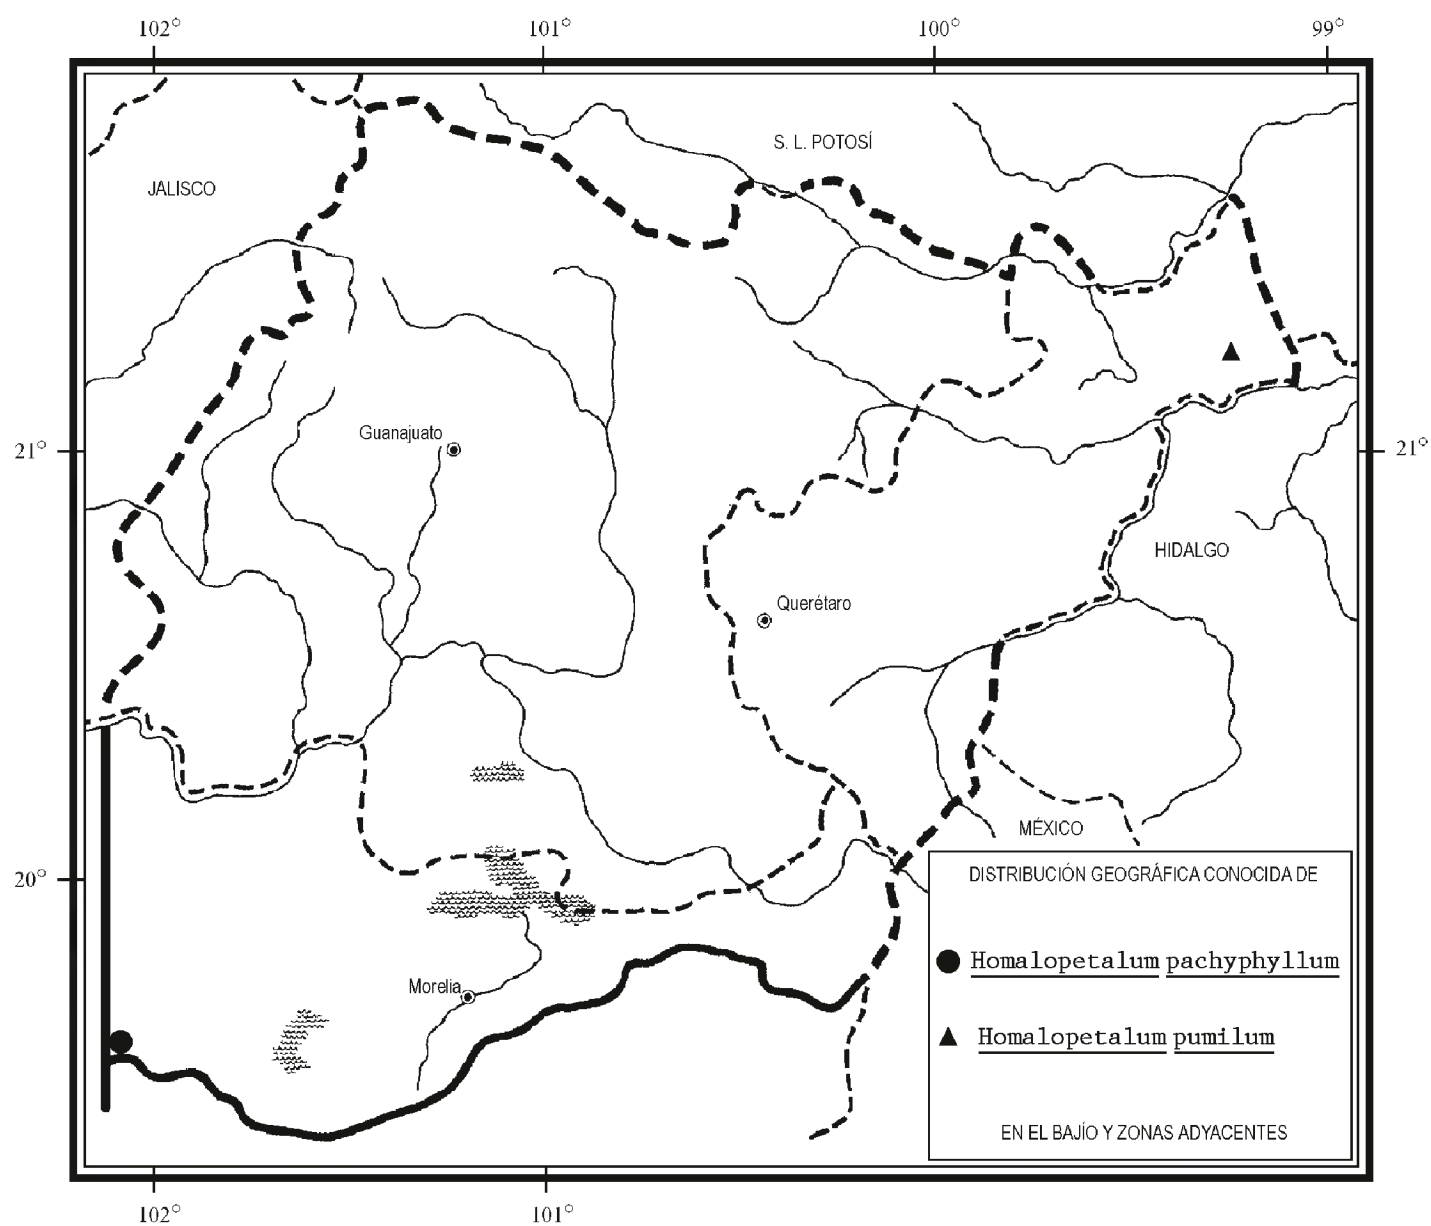 102° 101° 100° 99°
S. L. POTOSÍ
JALISCO
Guanajuato
21° 21°
HIDALGO
Querétaro
MÉXICO
20°
DISTRIBUCIÓN GEOGRÁFICA CONOCIDA DE
Homalopetalum pachyphyllum
Morelia
Homalopetalum pumilum
EN EL BAJÍO Y ZONAS ADYACENTES
102° 101°